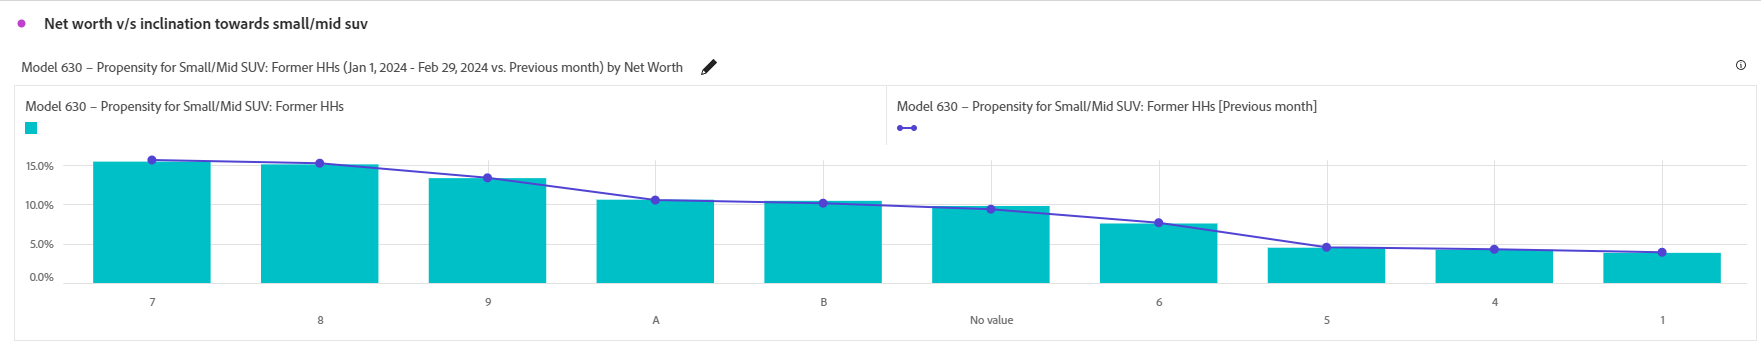 Net worth v/s inclination towards small/mid suv
Model 630 – Propensity for Small/Mid SUV: Former HHs (Jan 1, 2024 - Feb 29, 2024 vs. Previous month) by Net Worth
Model 630 – Propensity for Small/Mid SUV: Former HHs
Model 630 – Propensity for Small/Mid SUV: Former HHs [Previous month]
15.0%
10.0%
5.0%
0.0%
7
8
9
A
B
No value
6
5
4
1